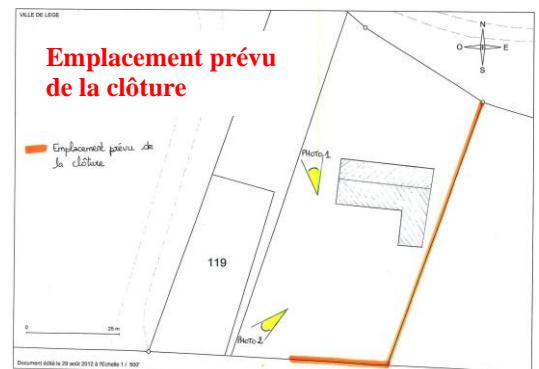 VILLE DE LEGE
Emplacement prévu
de la clôture
N
O E
S
Emplacement prévu de
la clôture
PHOTO 1
119
PHOTO 2
0 25 m
Document édité le 29 août 2012 à l'Echelle 1 / 500°